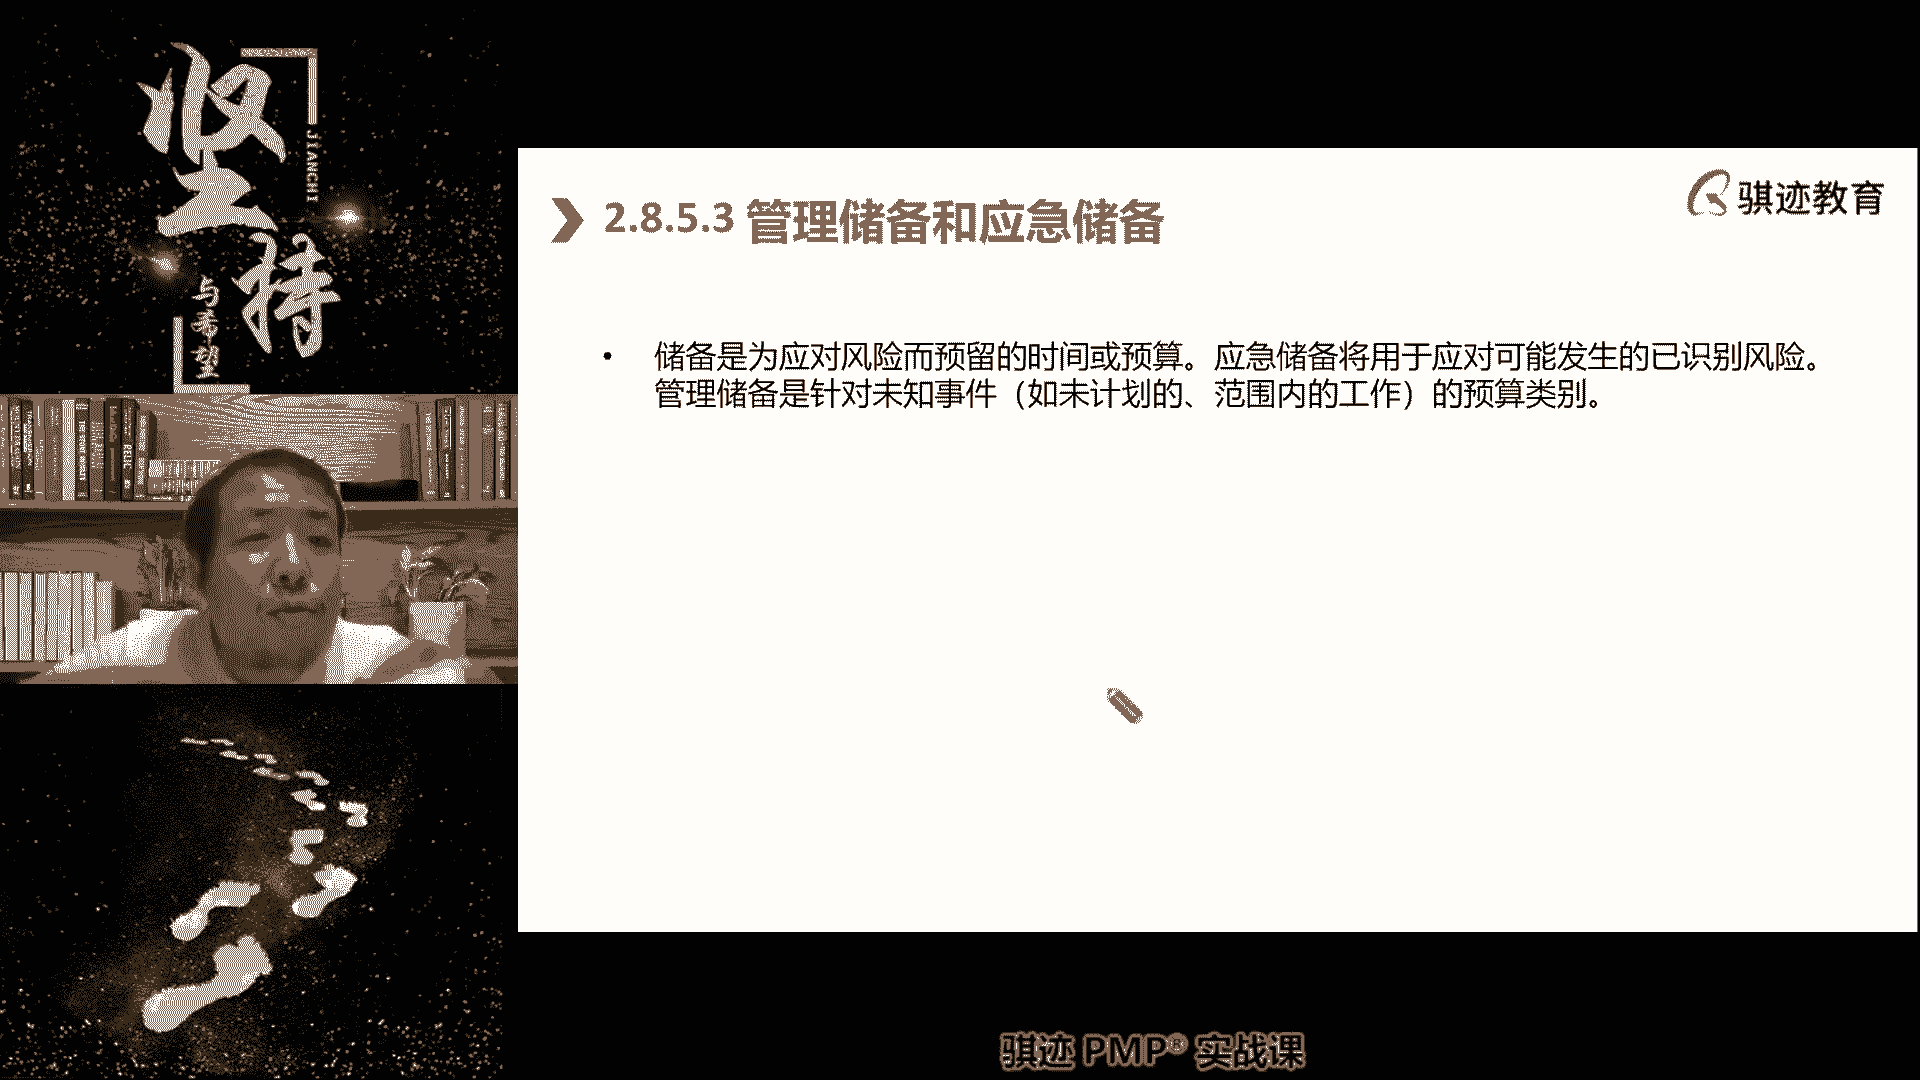 坚
持
JIANCHI
与希望
骐迹教育
2.8.5.3 管理储备和应急储备
• 储备是为应对风险而预留的时间或预算。应急储备将用于应对可能发生的已识别风险。
管理储备是针对未知事件（如未计划的、范围内的工作）的预算类别。
RELIC
骐迹 PMP® 实战课